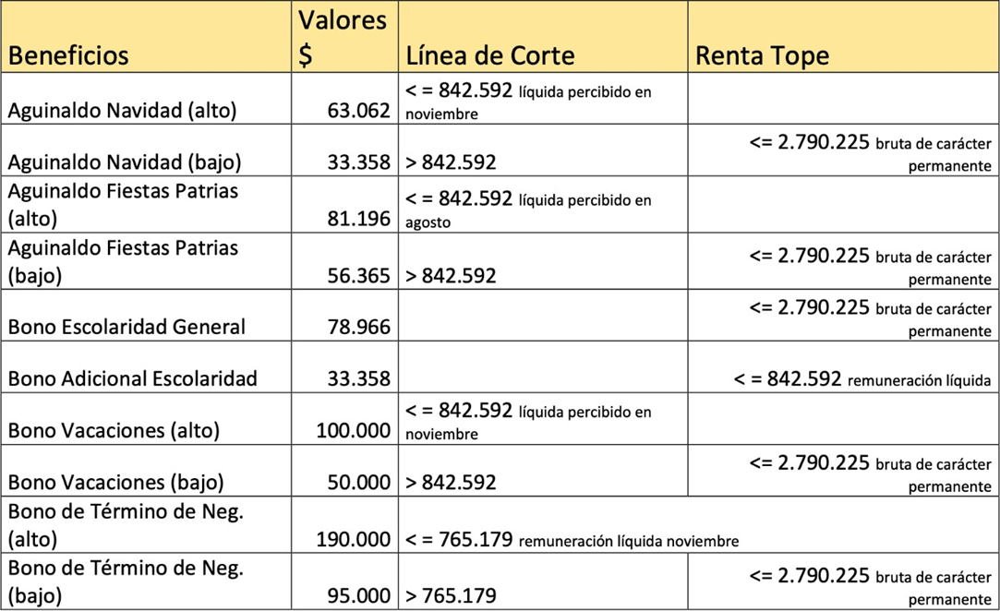 Beneficios Valores $ Línea de Corte Renta Tope
Aguinaldo Navidad (alto) 63.062 < = 842.592 líquida percibido en noviembre
Aguinaldo Navidad (bajo) 33.358 > 842.592 <= 2.790.225 bruta de carácter permanente
Aguinaldo Fiestas Patrias (alto) 81.196 < = 842.592 líquida percibido en agosto
Aguinaldo Fiestas Patrias (bajo) 56.365 > 842.592 <= 2.790.225 bruta de carácter permanente
Bono Escolaridad General 78.966 <= 2.790.225 bruta de carácter permanente
Bono Adicional Escolaridad 33.358 < = 842.592 remuneración líquida
Bono Vacaciones (alto) 100.000 < = 842.592 líquida percibido en noviembre
Bono Vacaciones (bajo) 50.000 > 842.592 <= 2.790.225 bruta de carácter permanente
Bono de Término de Neg. (alto) 190.000 < = 765.179 remuneración líquida noviembre
Bono de Término de Neg. (bajo) 95.000 > 765.179 <= 2.790.225 bruta de carácter permanente